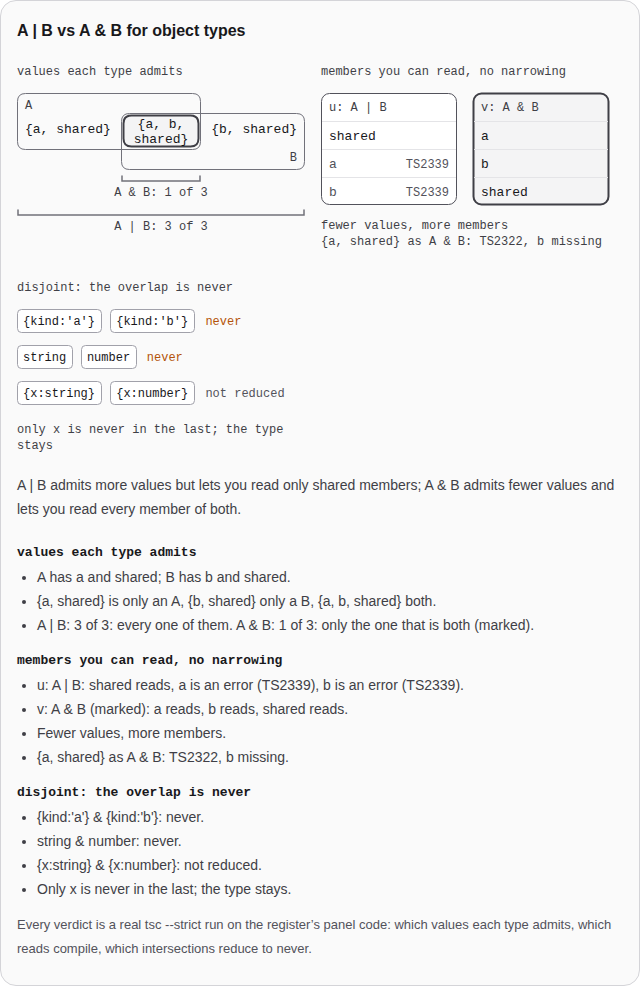 A | B vs A & B for object types
values each type admits
A
{a, shared}
{a, b,
shared}
{b, shared}
B
A & B: 1 of 3
A | B: 3 of 3
members you can read, no narrowing
u: A | B
shared
a TS2339
b TS2339
v: A & B
a
b
shared
fewer values, more members
{a, shared} as A & B: TS2322, b missing
disjoint: the overlap is never
{kind:'a'} {kind:'b'} never
string number never
{x:string} {x:number} not reduced
only x is never in the last; the type
stays
A | B admits more values but lets you read only shared members; A & B admits fewer values and
lets you read every member of both.
values each type admits
• A has a and shared; B has b and shared.
• {a, shared} is only an A, {b, shared} only a B, {a, b, shared} both.
• A | B: 3 of 3: every one of them. A & B: 1 of 3: only the one that is both (marked).
members you can read, no narrowing
• u: A | B: shared reads, a is an error (TS2339), b is an error (TS2339).
• v: A & B (marked): a reads, b reads, shared reads.
• Fewer values, more members.
• {a, shared} as A & B: TS2322, b missing.
disjoint: the overlap is never
• {kind:'a'} & {kind:'b'}: never.
• string & number: never.
• {x:string} & {x:number}: not reduced.
• Only x is never in the last; the type stays.
Every verdict is a real tsc --strict run on the register’s panel code: which values each type admits, which
reads compile, which intersections reduce to never.